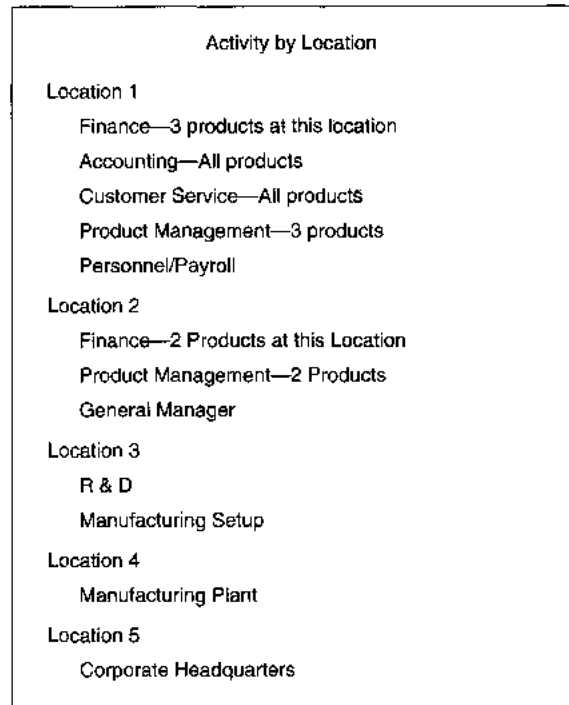 Activity by Location
Location 1
Finance—3 products at this location
Accounting—All products
Customer Service—All products
Product Management—3 products
Personnel/Payroll
Location 2
Finance—2 Products at this Location
Product Management—2 Products
General Manager
Location 3
R & D
Manufacturing Setup
Location 4
Manufacturing Plant
Location 5
Corporate Headquarters